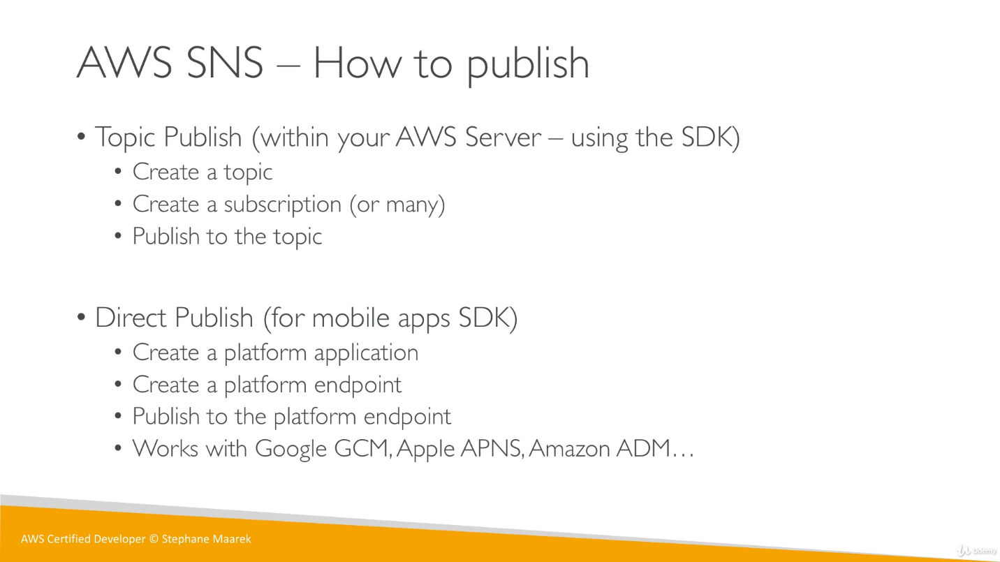 AWS SNS – How to publish
• Topic Publish (within your AWS Server – using the SDK)
• Create a topic
• Create a subscription (or many)
• Publish to the topic
• Direct Publish (for mobile apps SDK)
• Create a platform application
• Create a platform endpoint
• Publish to the platform endpoint
• Works with Google GCM, Apple APNS, Amazon ADM…
AWS Certified Developer © Stephane Maarek
Udemy